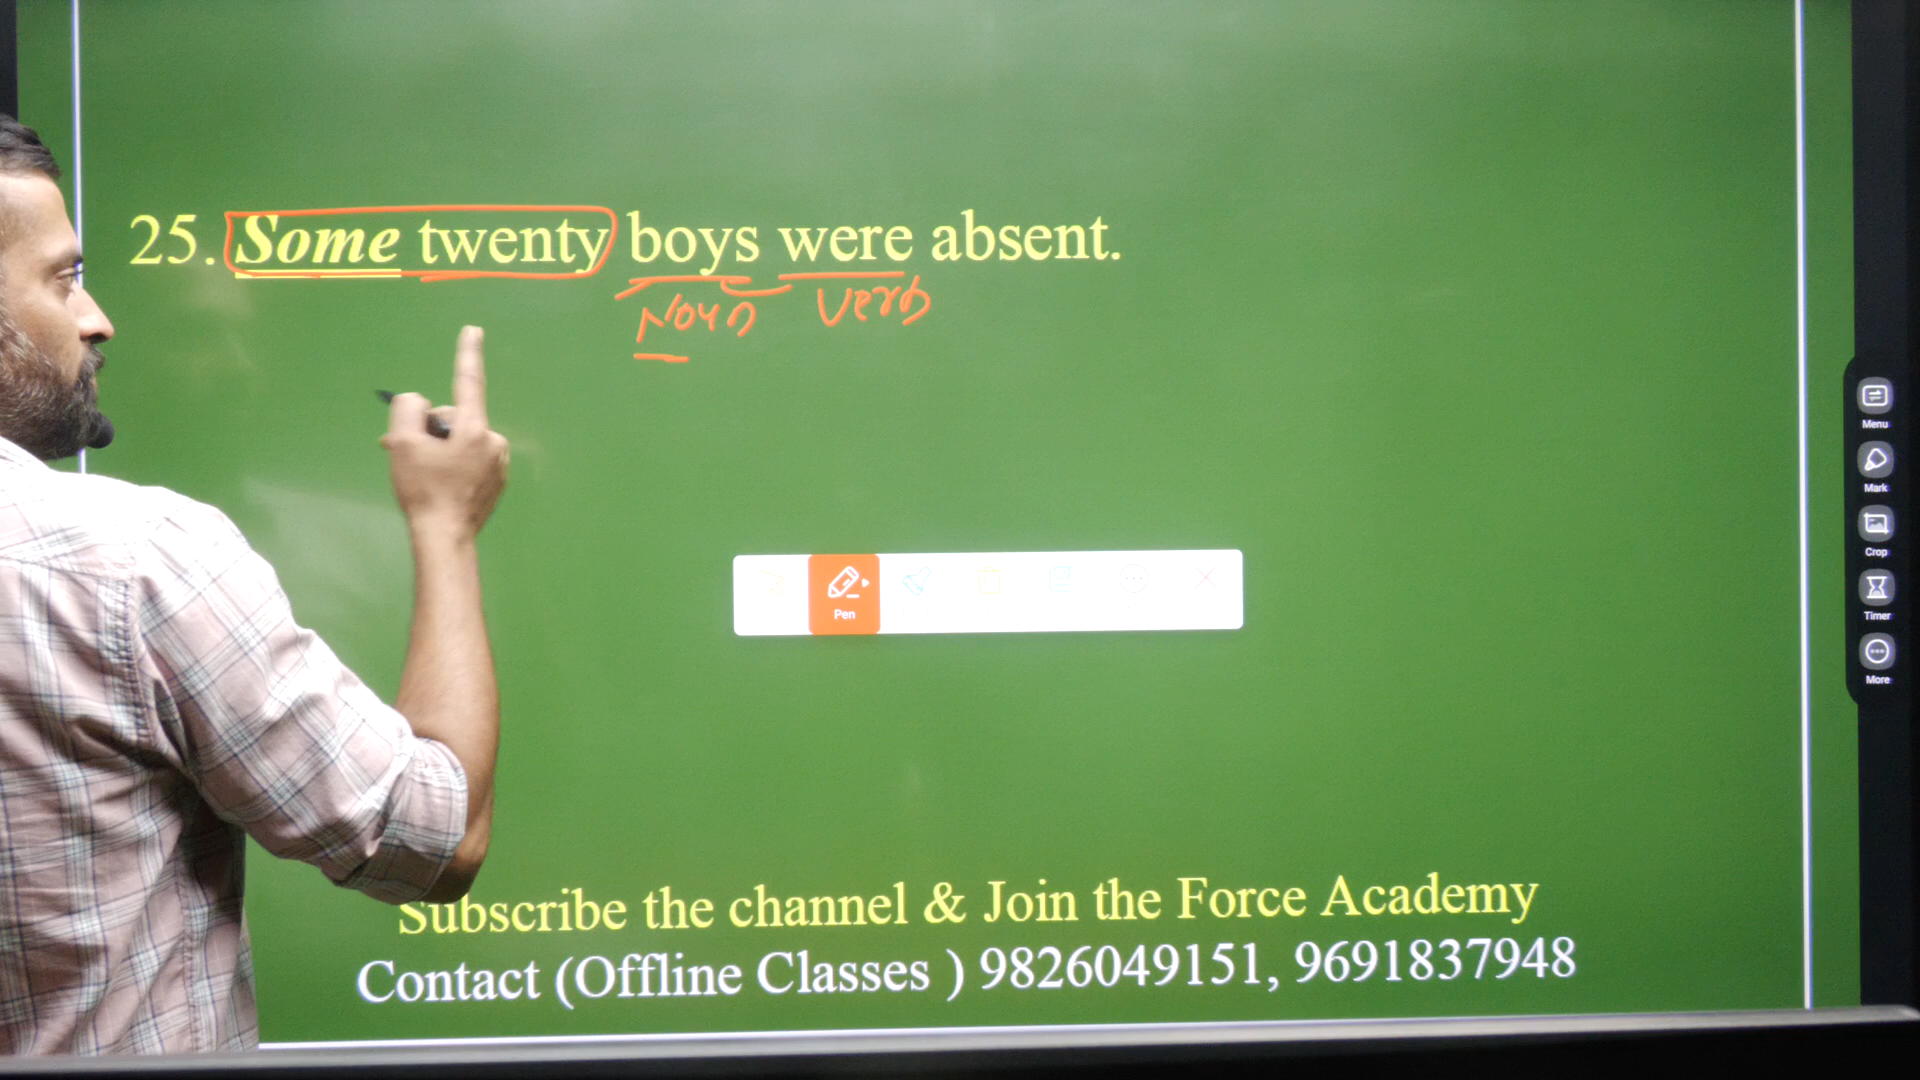 25. Some twenty boys were absent.
Noun verb
Pen
Menu
Mark
Crop
Timer
More
Subscribe the channel & Join the Force Academy
Contact (Offline Classes ) 9826049151, 9691837948